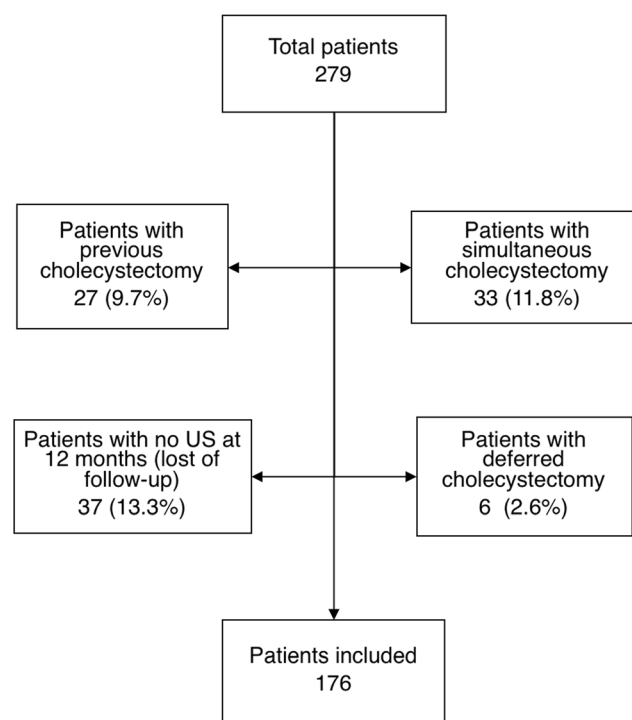 Total patients
279
Patients with
previous
cholecystectomy
27 (9.7%)
Patients with
simultaneous
cholecystectomy
33 (11.8%)
Patients with no US at
12 months (lost of
follow-up)
37 (13.3%)
Patients with
deferred
cholecystectomy
6 (2.6%)
Patients included
176